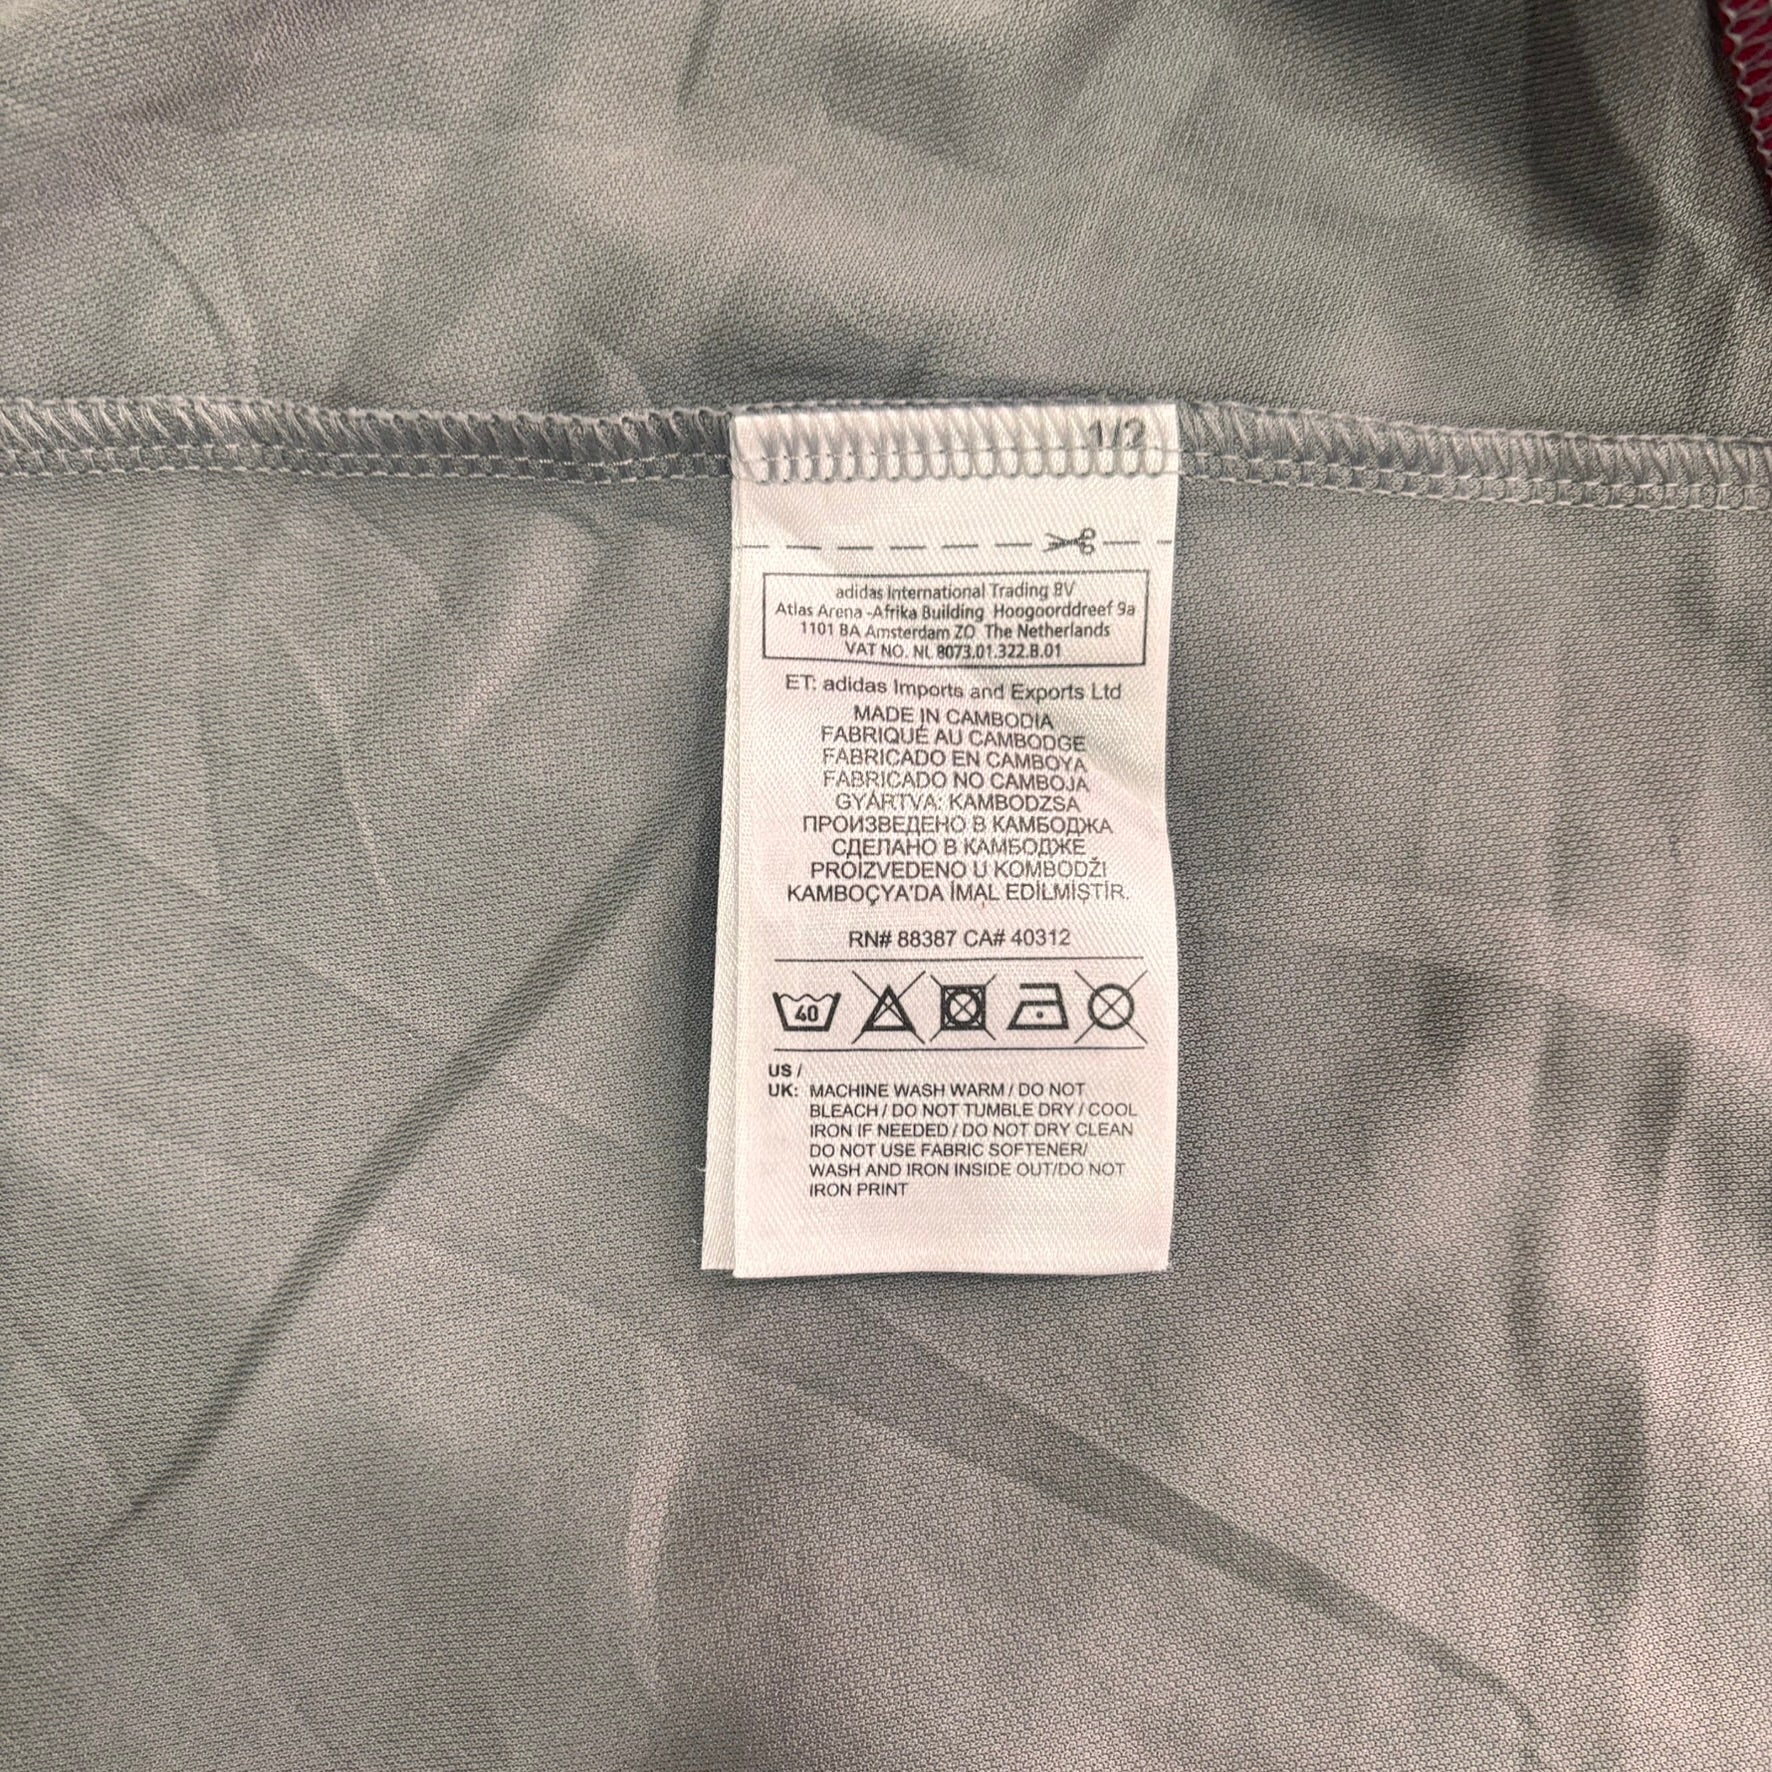 1/2
adidas International Trading BV
Atlas Arena -Afrika Building Hoogoorddreef 9a
1101 BA Amsterdam ZO The Netherlands
VAT NO. NL 8073.01.322.B.01
ET: adidas Imports and Exports Ltd
MADE IN CAMBODIA
FABRIQUÉ AU CAMBODGE
FABRICADO EN CAMBOYA
FABRICADO NO CAMBOJA
GYÁRTVA: KAMBODZSA
ПРОИЗВЕДЕНО В КАМБОДЖА
СДЕЛАНО В КАМБОДЖЕ
PROIZVEDENO U KOMBODŽI
KAMBOÇYA'DA İMAL EDİLMİŞTİR.
RN# 88387 CA# 40312
40
US /
UK: MACHINE WASH WARM / DO NOT
BLEACH / DO NOT TUMBLE DRY / COOL
IRON IF NEEDED / DO NOT DRY CLEAN
DO NOT USE FABRIC SOFTENER/
WASH AND IRON INSIDE OUT/DO NOT
IRON PRINT